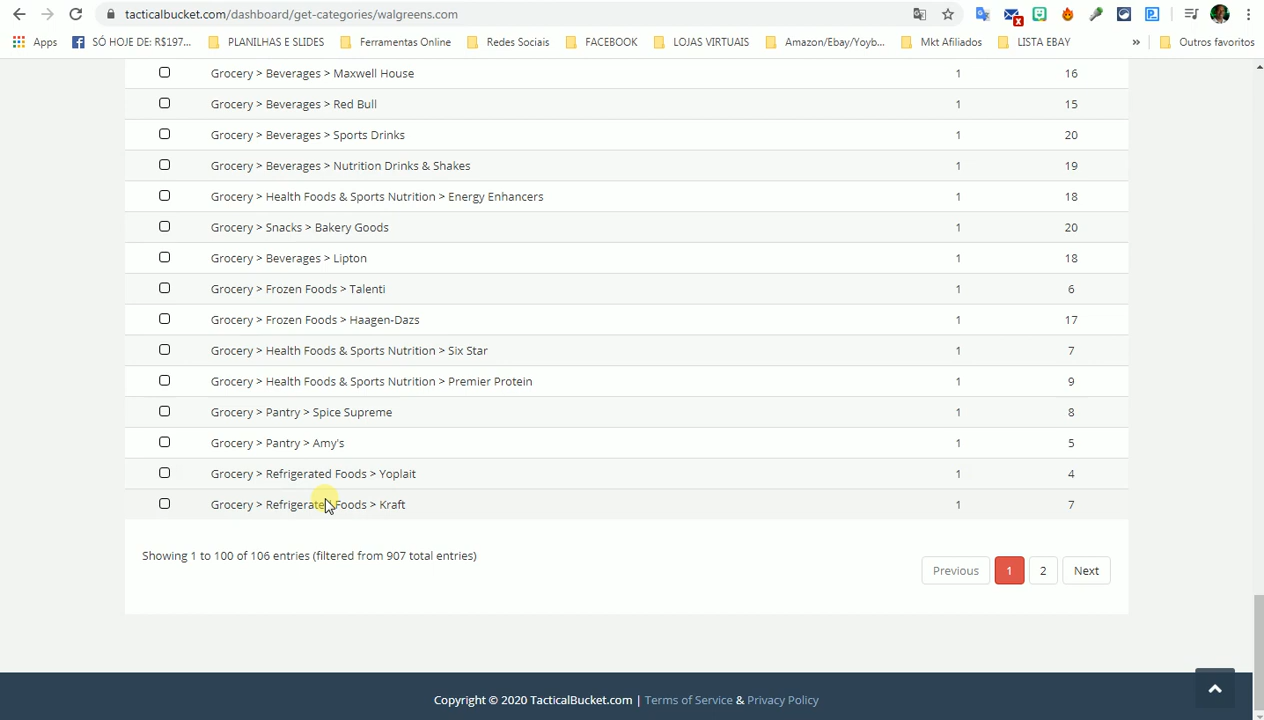 tacticalbucket.com/dashboard/get-categories/walgreens.com
Apps SÓ HOJE DE: R$197... PLANILHAS E SLIDES Ferramentas Online Redes Sociais FACEBOOK LOJAS VIRTUAIS Amazon/Ebay/Yoyb... Mkt Afiliados LISTA EBAY » Outros favoritos
Grocery > Beverages > Maxwell House 1 16
Grocery > Beverages > Red Bull 1 15
Grocery > Beverages > Sports Drinks 1 20
Grocery > Beverages > Nutrition Drinks & Shakes 1 19
Grocery > Health Foods & Sports Nutrition > Energy Enhancers 1 18
Grocery > Snacks > Bakery Goods 1 20
Grocery > Beverages > Lipton 1 18
Grocery > Frozen Foods > Talenti 1 6
Grocery > Frozen Foods > Haagen-Dazs 1 17
Grocery > Health Foods & Sports Nutrition > Six Star 1 7
Grocery > Health Foods & Sports Nutrition > Premier Protein 1 9
Grocery > Pantry > Spice Supreme 1 8
Grocery > Pantry > Amy's 1 5
Grocery > Refrigerated Foods > Yoplait 1 4
Grocery > Refrigerated Foods > Kraft 1 7
Showing 1 to 100 of 106 entries (filtered from 907 total entries)
Previous 1 2 Next
Copyright © 2020 TacticalBucket.com | Terms of Service & Privacy Policy